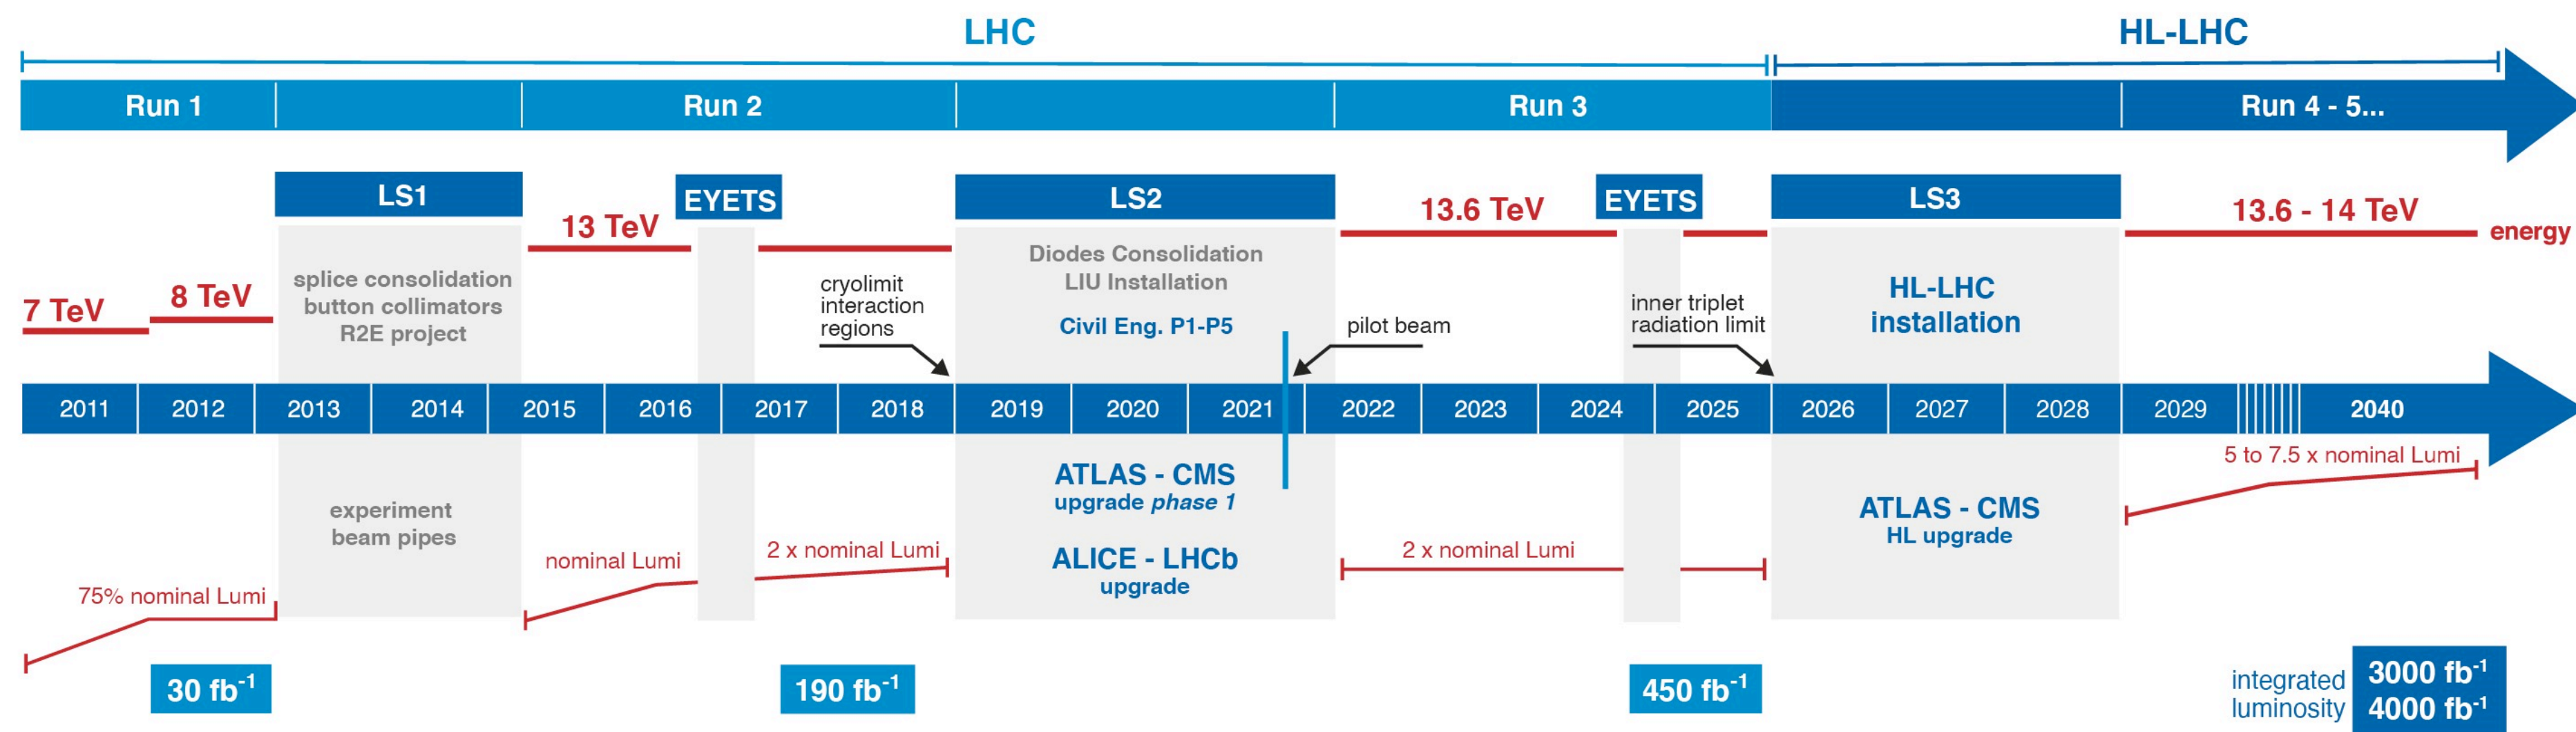 LHC
HL-LHC
Run 1
Run 2
Run 3
Run 4 - 5...
LS1
EYETS
LS2
EYETS
LS3
7 TeV
8 TeV
13 TeV
13.6 TeV
13.6 - 14 TeV
energy
splice consolidation
button collimators
R2E project
cryolimit
interaction
regions
Diodes Consolidation
LIU Installation
Civil Eng. P1-P5
pilot beam
inner triplet
radiation limit
HL-LHC
installation
2011
2012
2013
2014
2015
2016
2017
2018
2019
2020
2021
2022
2023
2024
2025
2026
2027
2028
2029
2040
experiment
beam pipes
ATLAS - CMS
upgrade phase 1
ALICE - LHCb
upgrade
ATLAS - CMS
HL upgrade
75% nominal Lumi
nominal Lumi
2 x nominal Lumi
2 x nominal Lumi
5 to 7.5 x nominal Lumi
30 fb⁻¹
190 fb⁻¹
450 fb⁻¹
integrated
luminosity
3000 fb⁻¹
4000 fb⁻¹